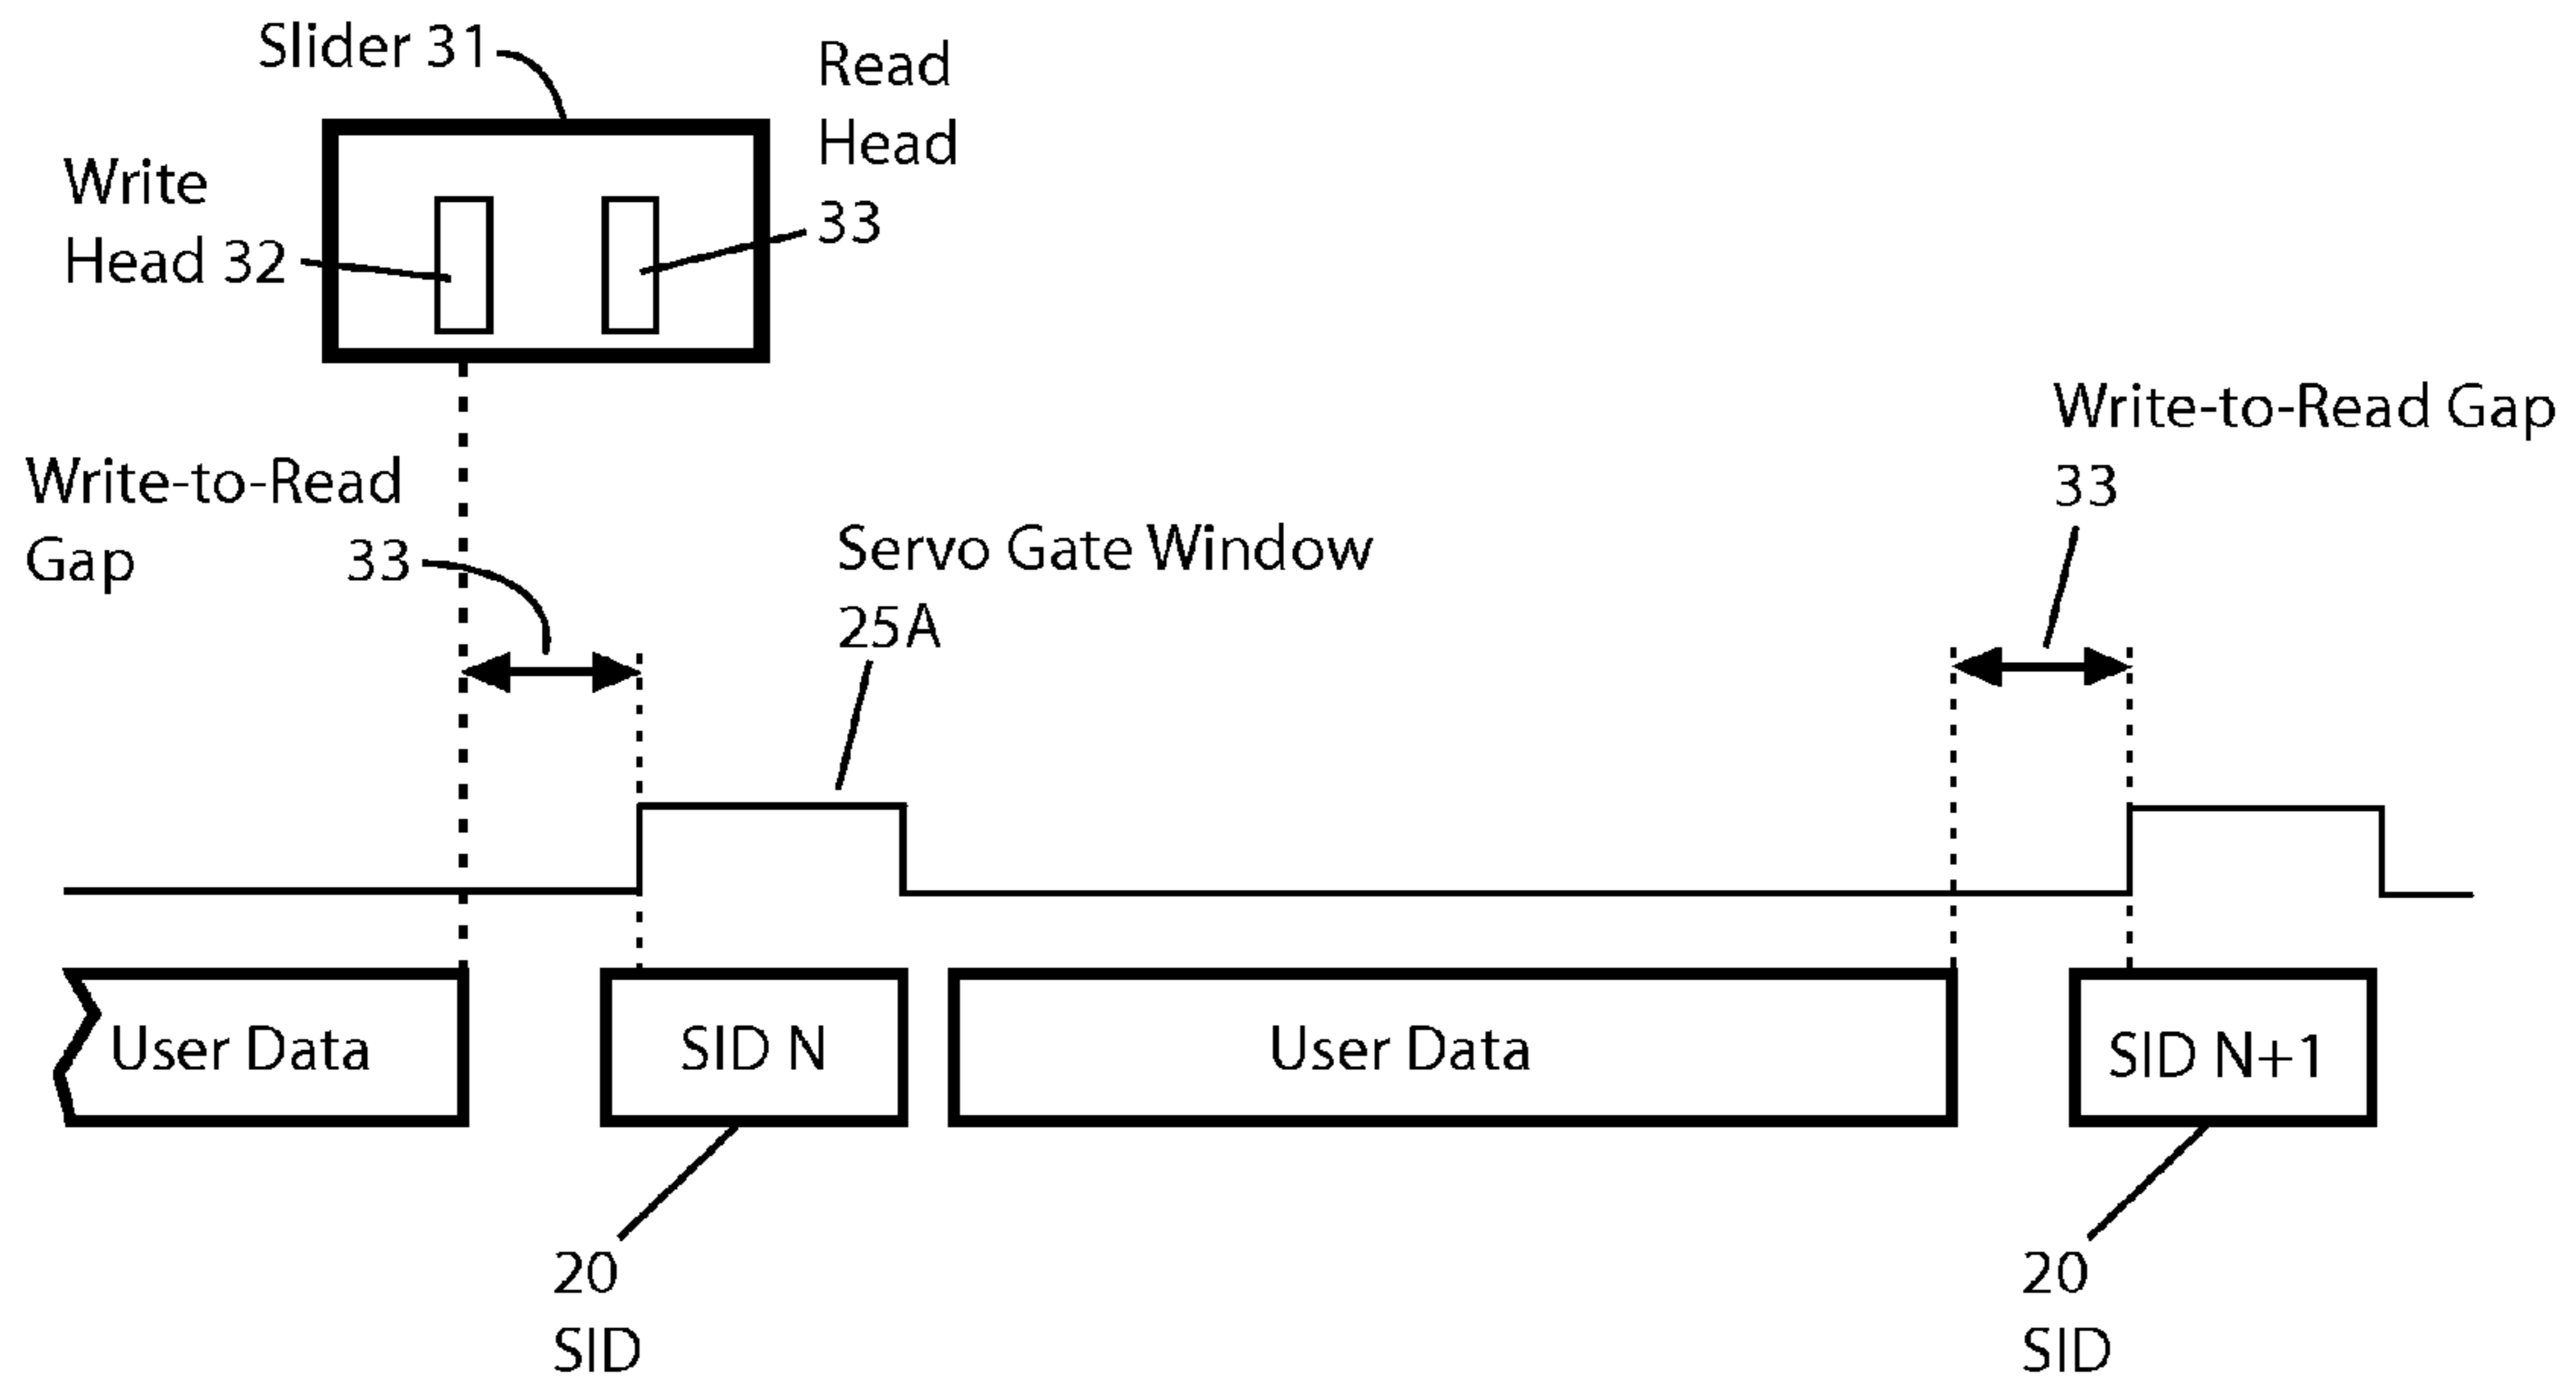 Slider 31
Read
Head
33
Write
Head 32
Write-to-Read Gap
33
Write-to-Read
Gap 33
Servo Gate Window
25A
User Data
SID N
User Data
SID N+1
20
SID
20
SID